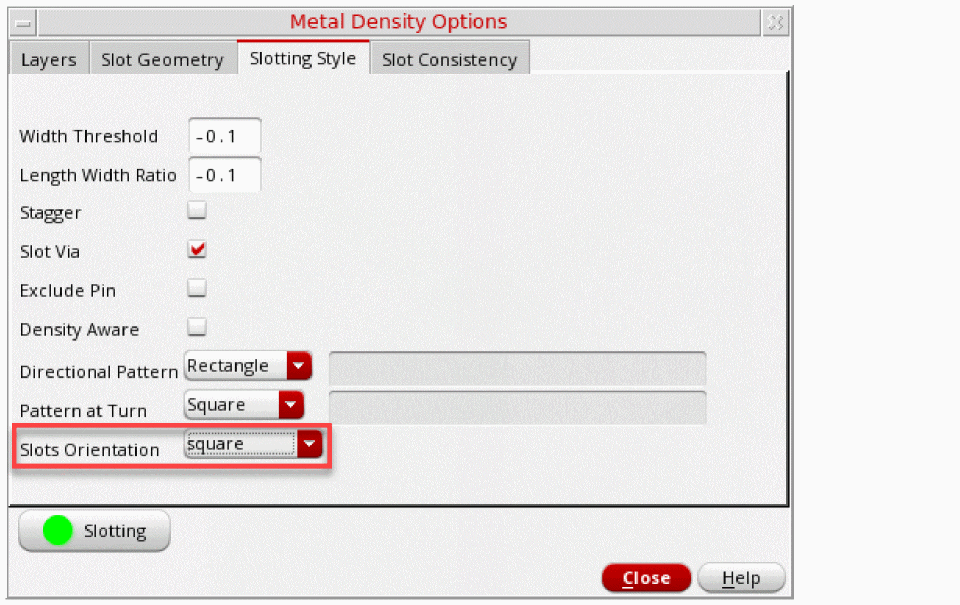 Metal Density Options
Layers Slot Geometry Slotting Style Slot Consistency
Width Threshold -0.1
Length Width Ratio -0.1
Stagger
Slot Via
Exclude Pin
Density Aware
Directional Pattern Rectangle
Pattern at Turn Square
Slots Orientation square
Slotting
Close Help